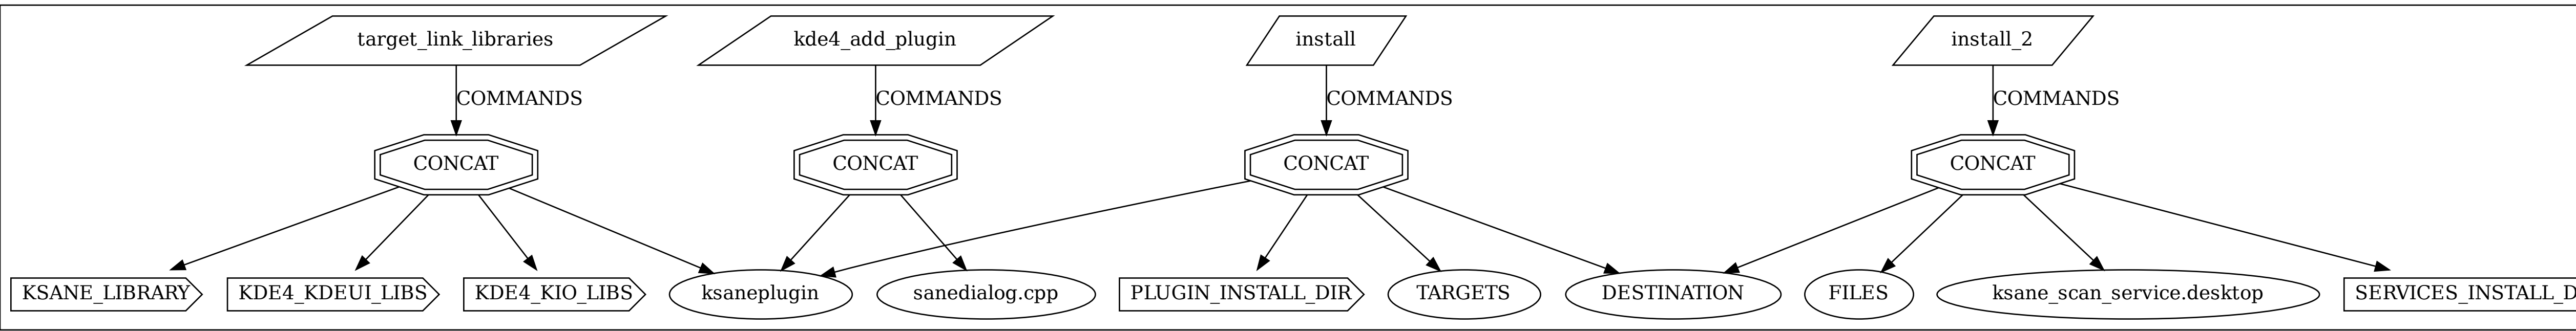 target_link_libraries
kde4_add_plugin
install
install_2
COMMANDS
COMMANDS
COMMANDS
COMMANDS
CONCAT
CONCAT
CONCAT
CONCAT
KSANE_LIBRARY
KDE4_KDEUI_LIBS
KDE4_KIO_LIBS
ksaneplugin
sanedialog.cpp
PLUGIN_INSTALL_DIR
TARGETS
DESTINATION
FILES
ksane_scan_service.desktop
SERVICES_INSTALL_D